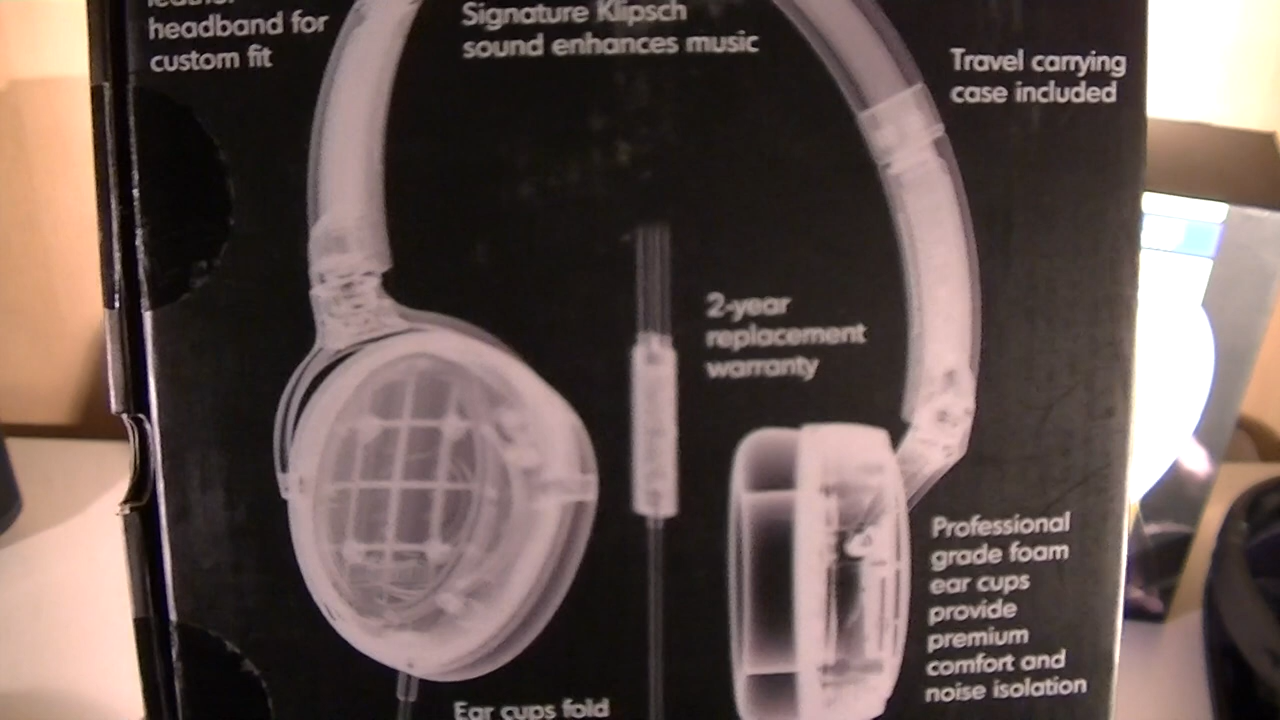 leather
headband for
custom fit
Signature Klipsch
sound enhances music
Travel carrying
case included
2-year
replacement
warranty
Professional
grade foam
ear cups
provide
premium
comfort and
noise isolation
Ear cups fold